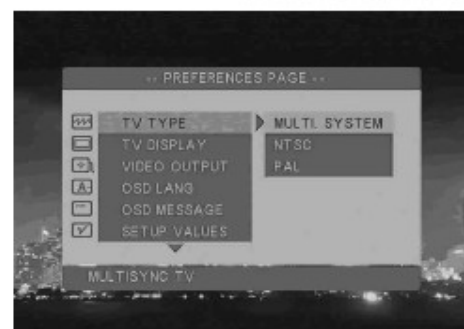 -- PREFERENCES PAGE --
TV TYPE
TV DISPLAY
VIDEO OUTPUT
OSD LANG
OSD MESSAGE
SETUP VALUES
MULTI. SYSTEM
NTSC
PAL
MULTISYNC TV